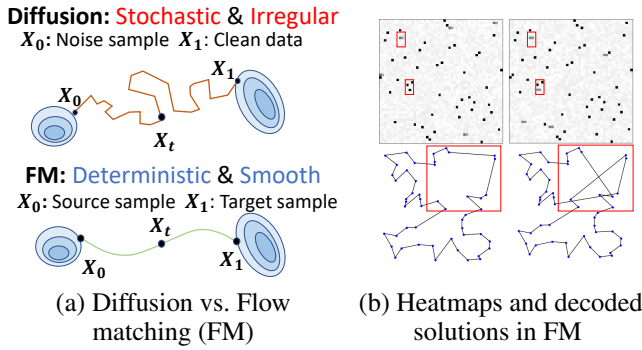 Diffusion: Stochastic & Irregular
X₀: Noise sample X₁: Clean data
X₀
X₁
Xₜ
FM: Deterministic & Smooth
X₀: Source sample X₁: Target sample
Xₜ
X₀
X₁
(a) Diffusion vs. Flow
matching (FM)
(b) Heatmaps and decoded
solutions in FM